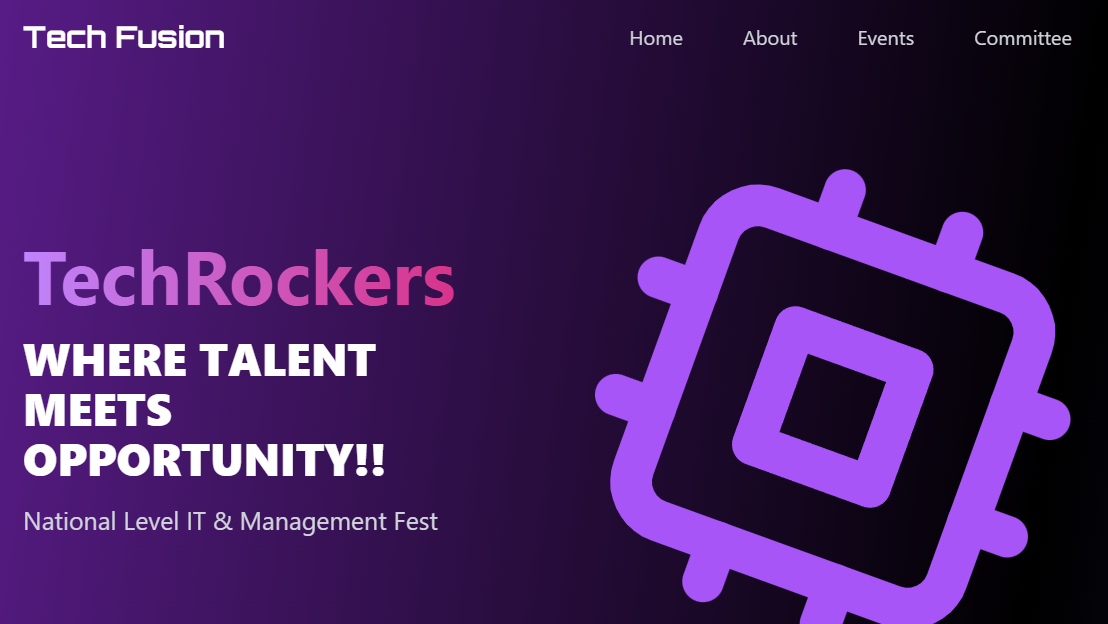 Tech Fusion
Home About Events Committee
TechRockers
WHERE TALENT
MEETS
OPPORTUNITY!!
National Level IT & Management Fest